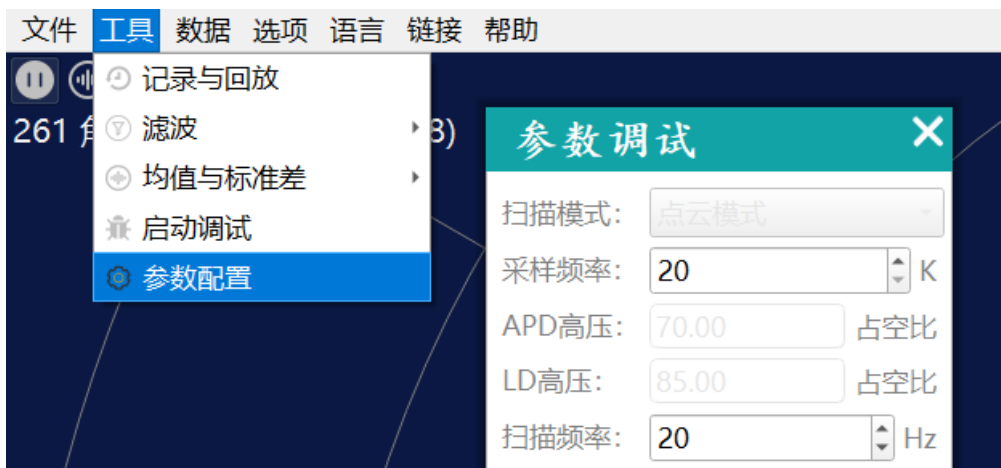 文件 工具 数据 选项 语言 链接 帮助
记录与回放
261 滤波 8)
均值与标准差
启动调试
参数配置
参数调试
扫描模式： 点云模式
采样频率： 20 K
APD高压： 70.00 占空比
LD高压： 85.00 占空比
扫描频率： 20 Hz